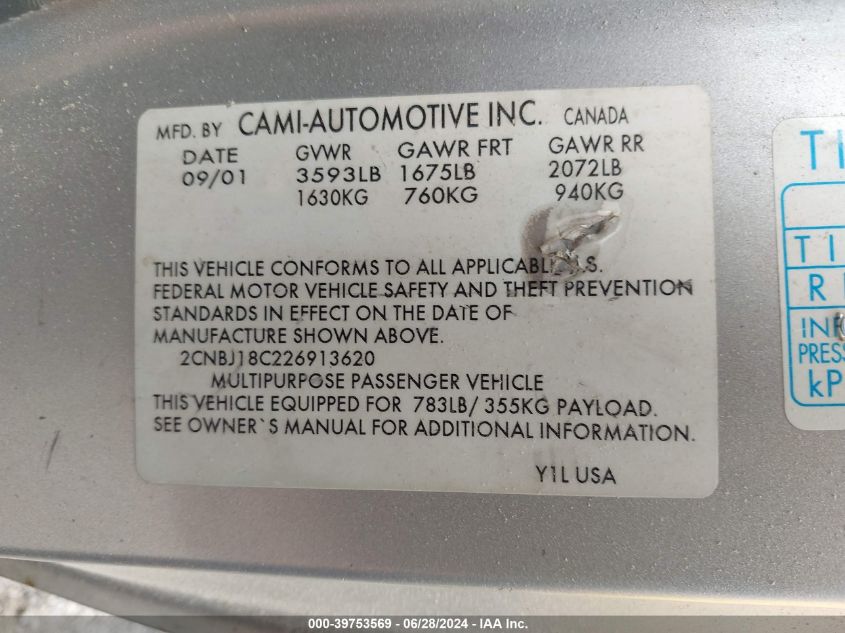 MFD. BY CAMI-AUTOMOTIVE INC. CANADA
DATE GVWR GAWR FRT GAWR RR
09/01 3593LB 1675LB 2072LB
1630KG 760KG 940KG
THIS VEHICLE CONFORMS TO ALL S.
FEDERAL MOTOR VEHICLE SAFETY AND THEFT PREVENTION
STANDARDS IN EFFECT ON THE DATE OF
MANUFACTURE SHOWN ABOVE.
2CNBJ18C226913620
MULTIPURPOSE PASSENGER VEHICLE
THIS VEHICLE EQUIPPED FOR 783LB/ 355KG PAYLOAD.
SEE OWNER`S MANUAL FOR ADDITIONAL INFORMATION.
Y1L USA
TI
TI
R
INF
PRESS
kP
000-39753569 - 06/28/2024 - IAA Inc.